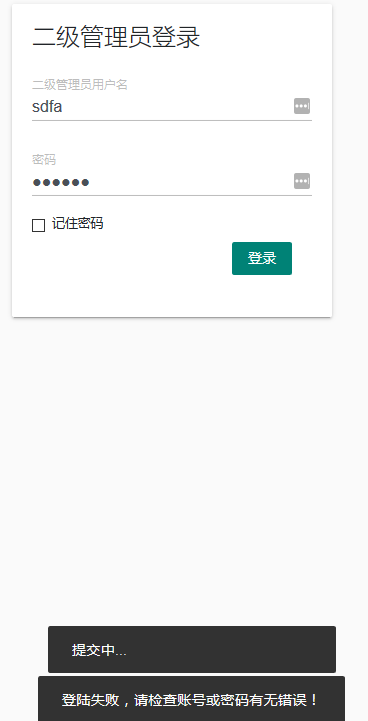 二级管理员登录
二级管理员用户名
sdfa
密码
●●●●●●
记住密码
登录
提交中...
登陆失败，请检查账号或密码有无错误！